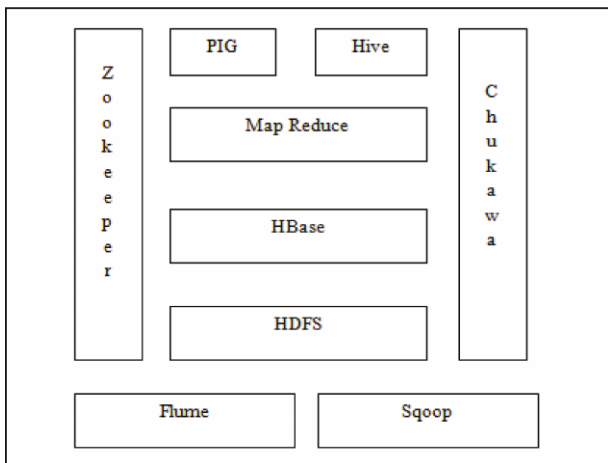 Zookeeper
PIG
Hive
Map Reduce
HBase
HDFS
Chukawa
Flume
Sqoop